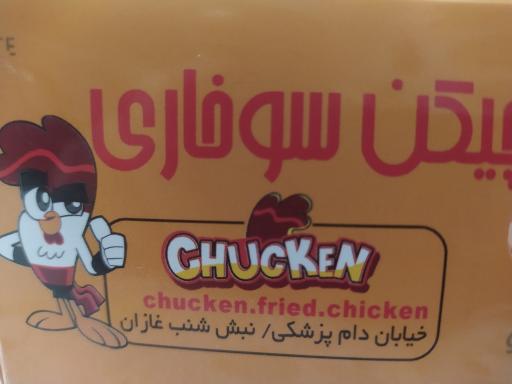 چیکن سوخاری
CHUCKEN
chucken.fried.chicken
خیابان دام پزشکی/ نبش شنب غازان